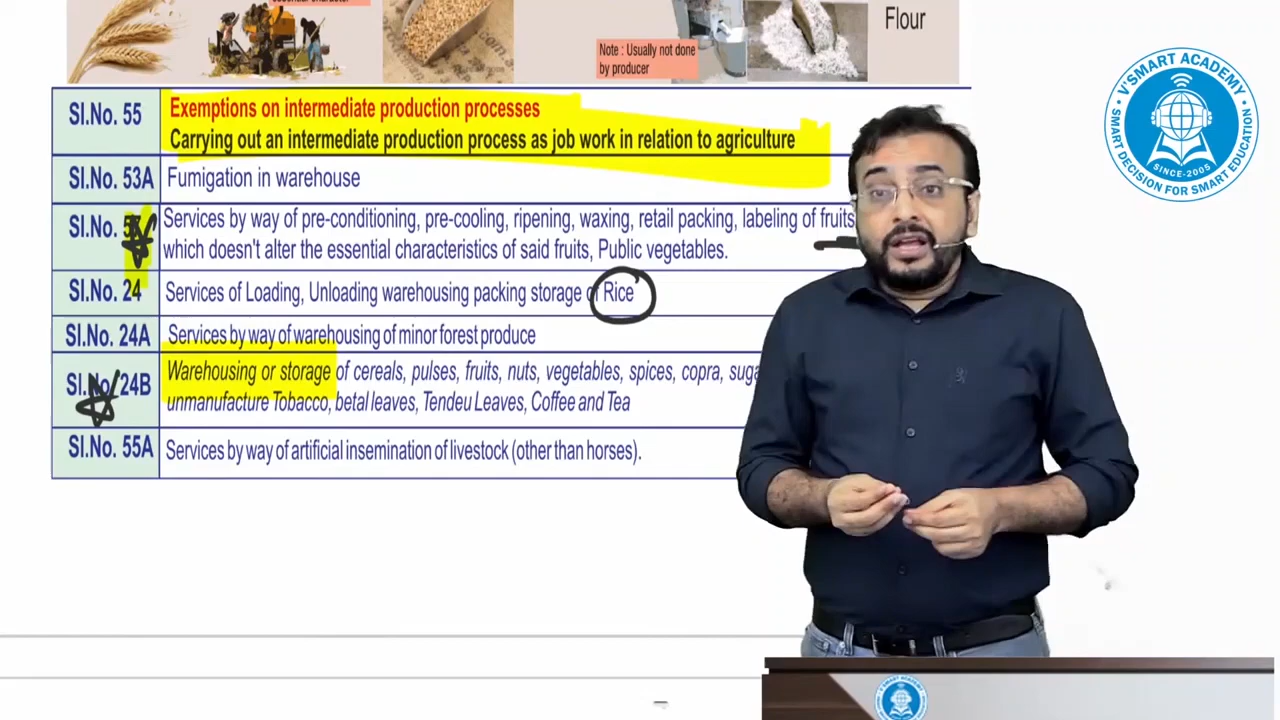 essential character
Note : Usually not done
by producer
Flour
Sl.No. 55
Exemptions on intermediate production processes
Carrying out an intermediate production process as job work in relation to agriculture
Sl.No. 53A
Fumigation in warehouse
Sl.No.
Services by way of pre-conditioning, pre-cooling, ripening, waxing, retail packing, labeling of fruits
which doesn't alter the essential characteristics of said fruits, Public vegetables.
Sl.No. 24
Services of Loading, Unloading warehousing packing storage of Rice
Sl.No. 24A
Services by way of warehousing of minor forest produce
Sl.No. 24B
Warehousing or storage of cereals, pulses, fruits, nuts, vegetables, spices, copra,
unmanufacture Tobacco, betal leaves, Tendeu Leaves, Coffee and Tea
Sl.No. 55A
Services by way of artificial insemination of livestock (other than horses).
V'SMART ACADEMY
SMART DECISION FOR SMART EDUCATION
SINCE-2005